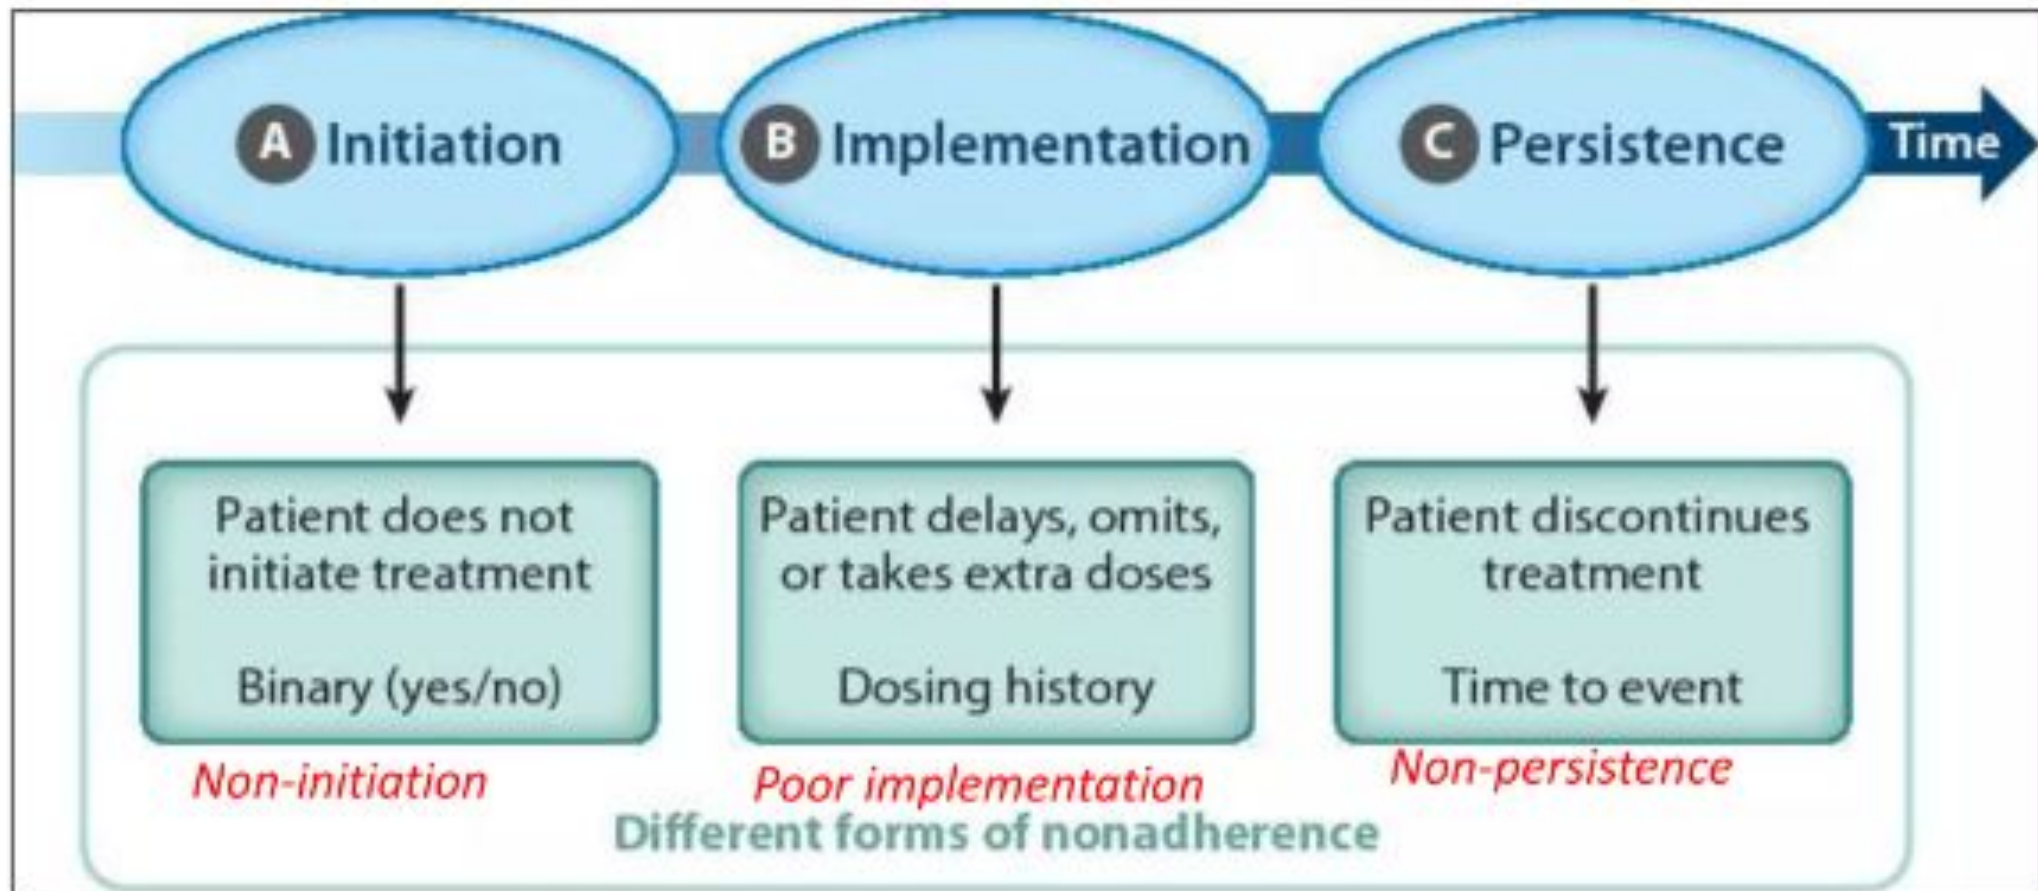 A Initiation
B Implementation
C Persistence
Time
Patient does not
initiate treatment
Binary (yes/no)
Non-initiation
Patient delays, omits,
or takes extra doses
Dosing history
Poor implementation
Patient discontinues
treatment
Time to event
Non-persistence
Different forms of nonadherence